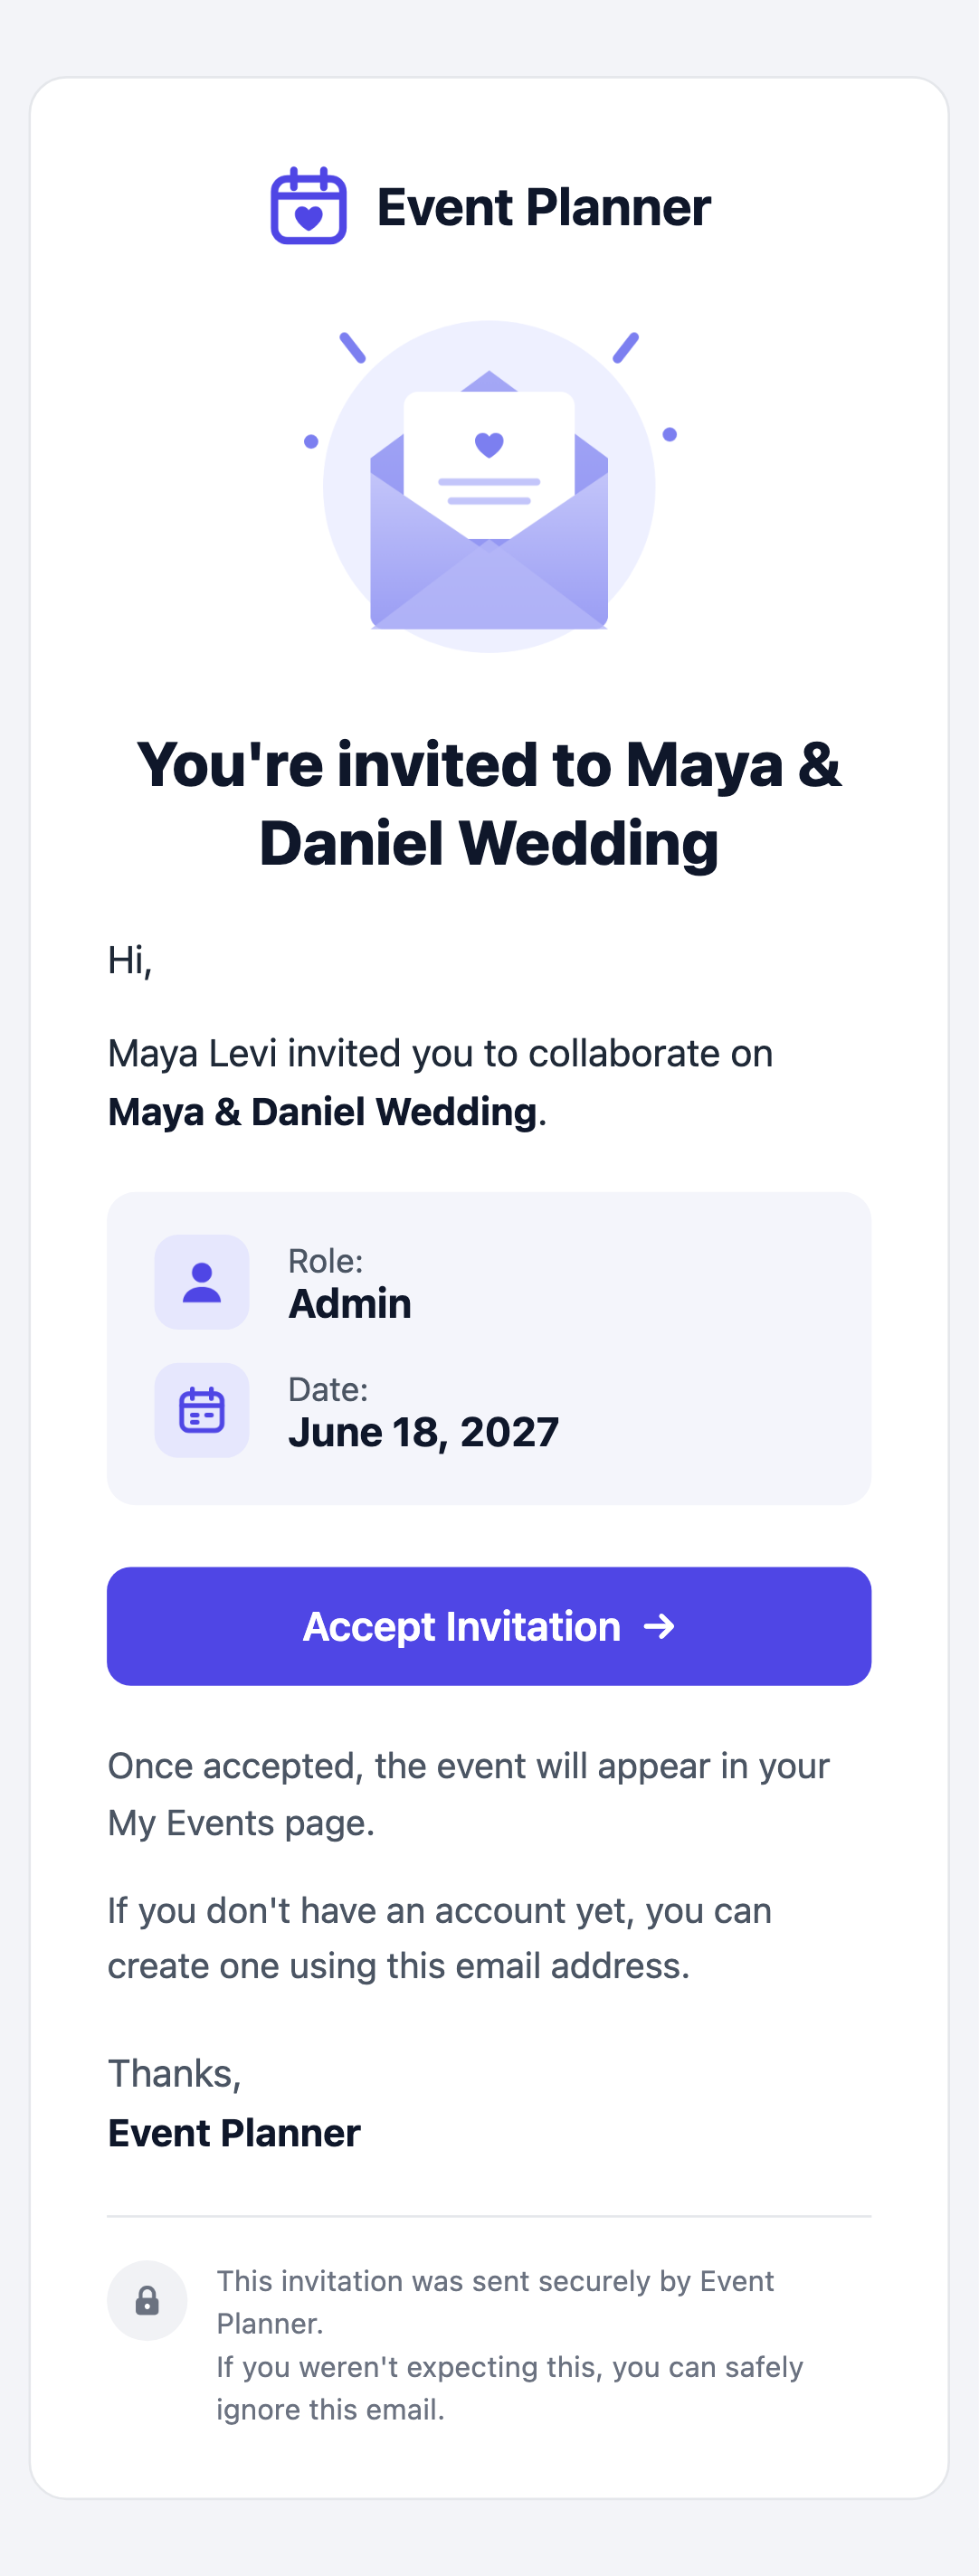 Event Planner
You're invited to Maya &
Daniel Wedding
Hi,
Maya Levi invited you to collaborate on
Maya & Daniel Wedding.
Role:
Admin
Date:
June 18, 2027
Accept Invitation →
Once accepted, the event will appear in your
My Events page.
If you don't have an account yet, you can
create one using this email address.
Thanks,
Event Planner
This invitation was sent securely by Event
Planner.
If you weren't expecting this, you can safely
ignore this email.